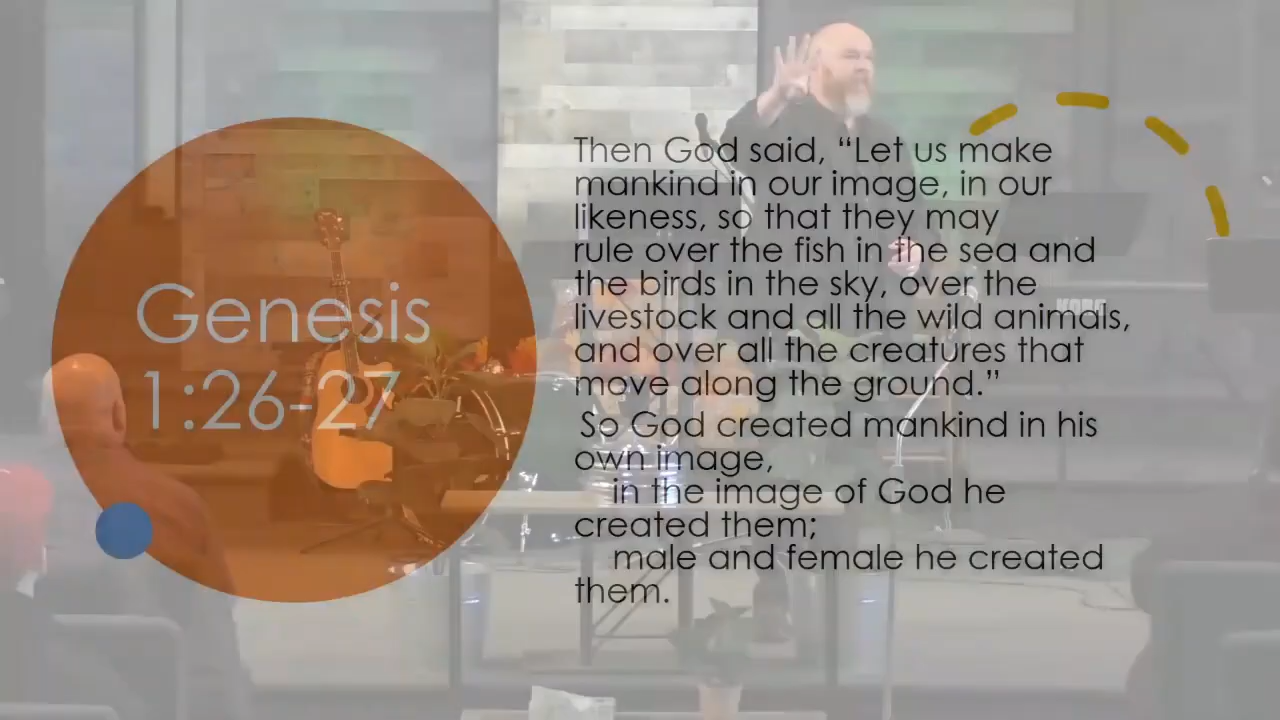 Genesis
1:26-27
Then God said, “Let us make
mankind in our image, in our
likeness, so that they may
rule over the fish in the sea and
the birds in the sky, over the
livestock and all the wild animals,
and over all the creatures that
move along the ground.”
So God created mankind in his
own image,
in the image of God he
created them;
male and female he created
them.
KORG